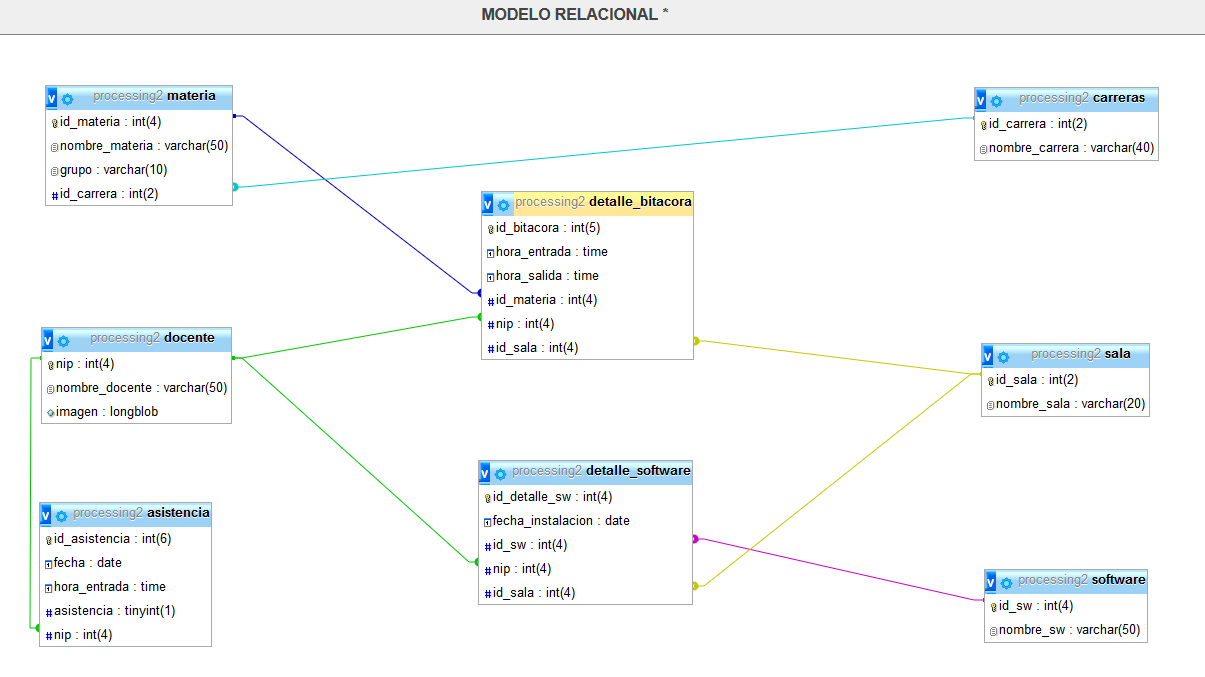 MODELO RELACIONAL *
v processing2 materia
id_materia : int(4)
nombre_materia : varchar(50)
grupo : varchar(10)
# id_carrera : int(2)
v processing2 carreras
id_carrera : int(2)
nombre_carrera : varchar(40)
v processing2 detalle_bitacora
id_bitacora : int(5)
hora_entrada : time
hora_salida : time
# id_materia : int(4)
# nip : int(4)
# id_sala : int(4)
v processing2 docente
nip : int(4)
nombre_docente : varchar(50)
imagen : longblob
v processing2 sala
id_sala : int(2)
nombre_sala : varchar(20)
v processing2 detalle_software
id_detalle_sw : int(4)
fecha_instalacion : date
# id_sw : int(4)
# nip : int(4)
# id_sala : int(4)
v processing2 asistencia
id_asistencia : int(6)
fecha : date
hora_entrada : time
# asistencia : tinyint(1)
# nip : int(4)
v processing2 software
id_sw : int(4)
nombre_sw : varchar(50)